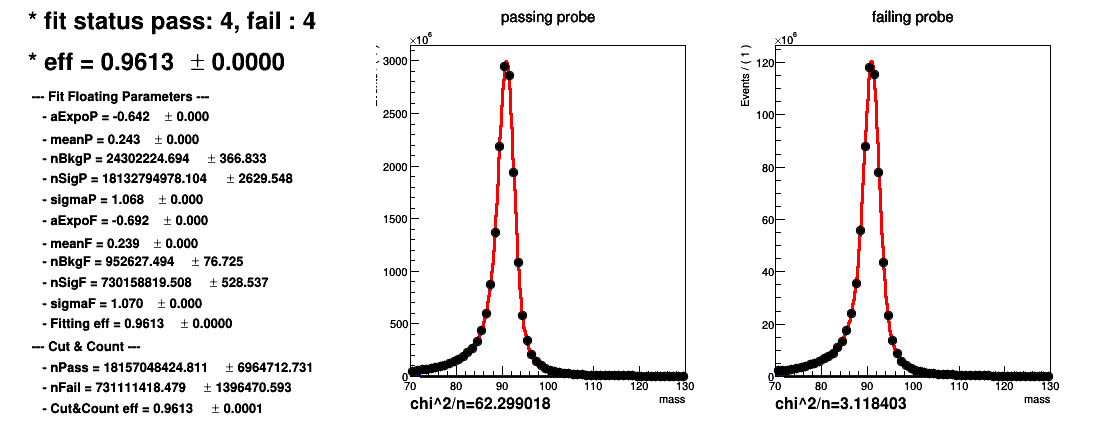 * fit status pass: 4, fail : 4
* eff = 0.9613 ± 0.0000
--- Fit Floating Parameters ---
- aExpoP = -0.642 ± 0.000
- meanP = 0.243 ± 0.000
- nBkgP = 24302224.694 ± 366.833
- nSigP = 18132794978.104 ± 2629.548
- sigmaP = 1.068 ± 0.000
- aExpoF = -0.692 ± 0.000
- meanF = 0.239 ± 0.000
- nBkgF = 952627.494 ± 76.725
- nSigF = 730158819.508 ± 528.537
- sigmaF = 1.070 ± 0.000
- Fitting eff = 0.9613 ± 0.0000
--- Cut & Count ---
- nPass = 18157048424.811 ± 6964712.731
- nFail = 731111418.479 ± 1396470.593
- Cut&Count eff = 0.9613 ± 0.0001
passing probe
×10⁶
3000
2500
2000
1500
1000
500
0
70 80 90 100 110 120 130
mass
chi^2/n=62.299018
failing probe
×10⁶
Events / ( 1 )
120
100
80
60
40
20
0
70 80 90 100 110 120 130
mass
chi^2/n=3.118403